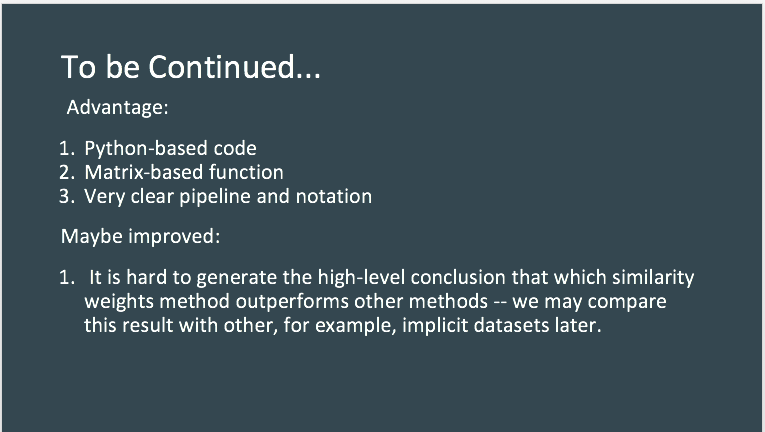 To be Continued...
Advantage:
1. Python-based code
2. Matrix-based function
3. Very clear pipeline and notation
Maybe improved:
1. It is hard to generate the high-level conclusion that which similarity
weights method outperforms other methods -- we may compare
this result with other, for example, implicit datasets later.